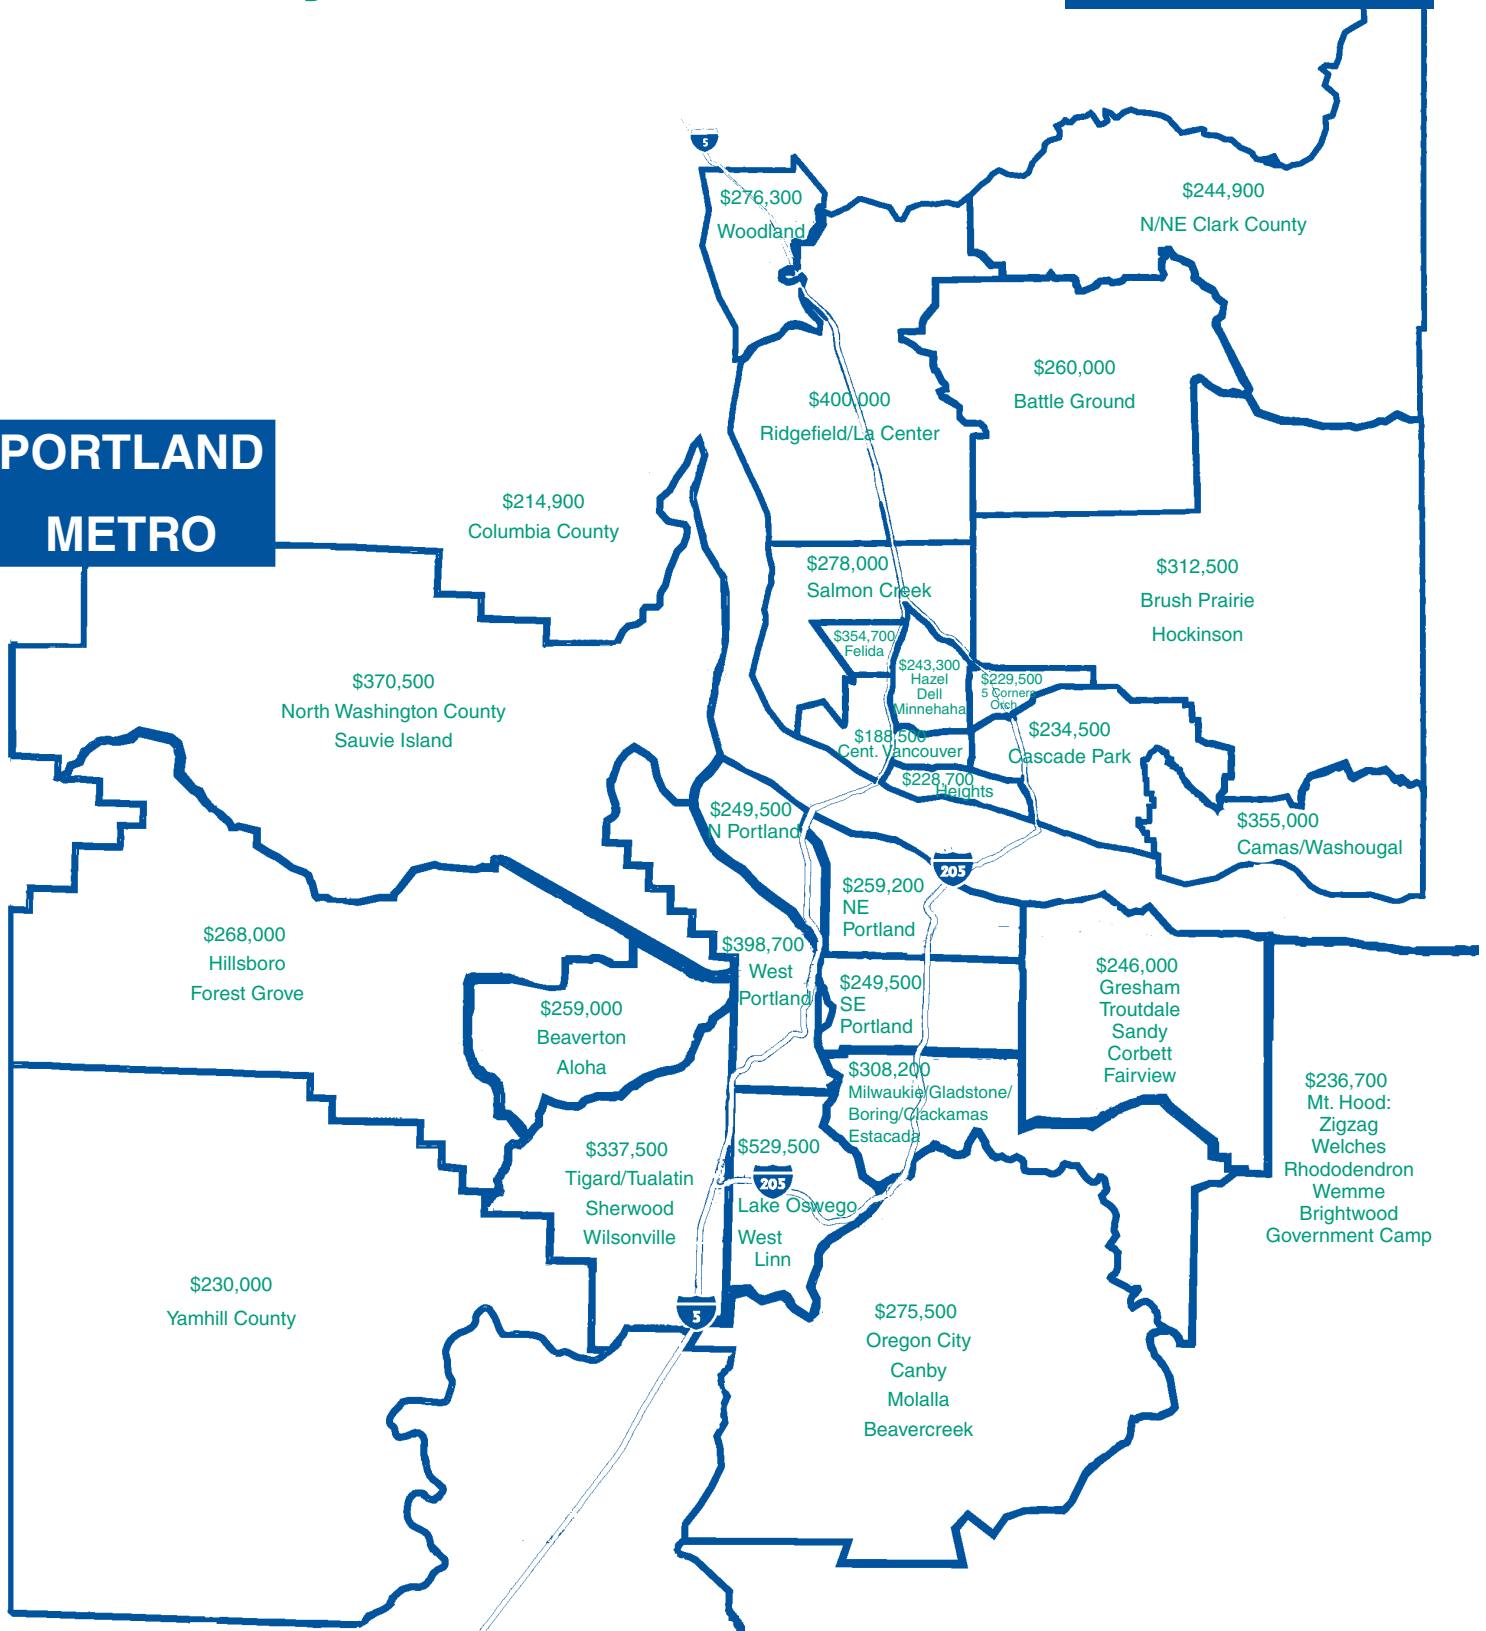 5
$276,300
Woodland
$244,900
N/NE Clark County
$260,000
Battle Ground
$400,000
Ridgefield/La Center
PORTLAND
METRO
$214,900
Columbia County
$278,000
Salmon Creek
$312,500
Brush Prairie
Hockinson
$354,700
Felida
$243,300
Hazel
Dell
Minnehaha
$229,500
5 Corners
Orch
$370,500
North Washington County
Sauvie Island
$188,500
Cent. Vancouver
$234,500
Cascade Park
$228,700
Heights
$249,500
N Portland
$355,000
Camas/Washougal
205
$259,200
NE
Portland
$268,000
Hillsboro
Forest Grove
$398,700
West
Portland
$249,500
SE
Portland
$246,000
Gresham
Troutdale
Sandy
Corbett
Fairview
$259,000
Beaverton
Aloha
$308,200
Milwaukie/Gladstone/
Boring/Clackamas
Estacada
$236,700
Mt. Hood:
Zigzag
Welches
Rhododendron
Wemme
Brightwood
Government Camp
$337,500
Tigard/Tualatin
Sherwood
Wilsonville
$529,500
205
Lake Oswego
West
Linn
$230,000
Yamhill County
5
$275,500
Oregon City
Canby
Molalla
Beavercreek